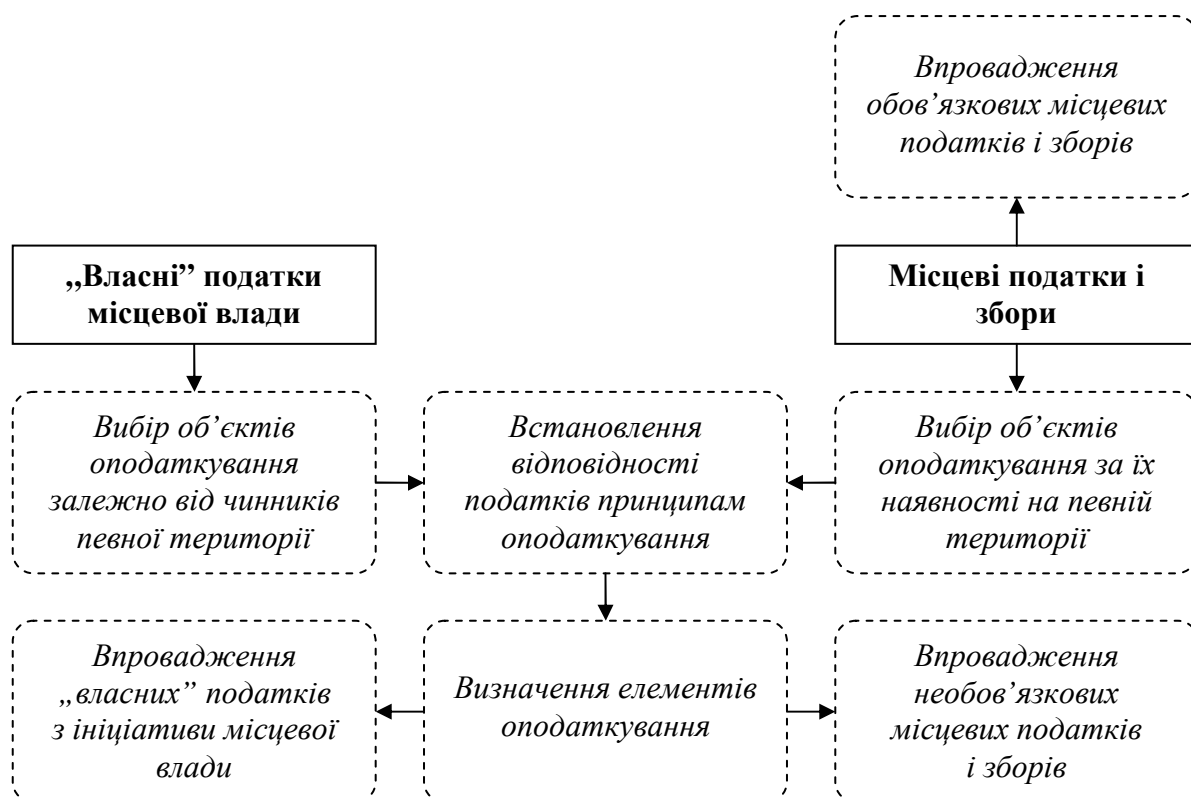 Впровадження
обов’язкових місцевих
податків і зборів
„Власні” податки
місцевої влади
Місцеві податки і
збори
Вибір об’єктів
оподаткування
залежно від чинників
певної території
Встановлення
відповідності
податків принципам
оподаткування
Вибір об’єктів
оподаткування за їх
наявності на певній
території
Впровадження
„власних” податків
з ініціативи місцевої
влади
Визначення елементів
оподаткування
Впровадження
необов’язкових
місцевих податків
і зборів